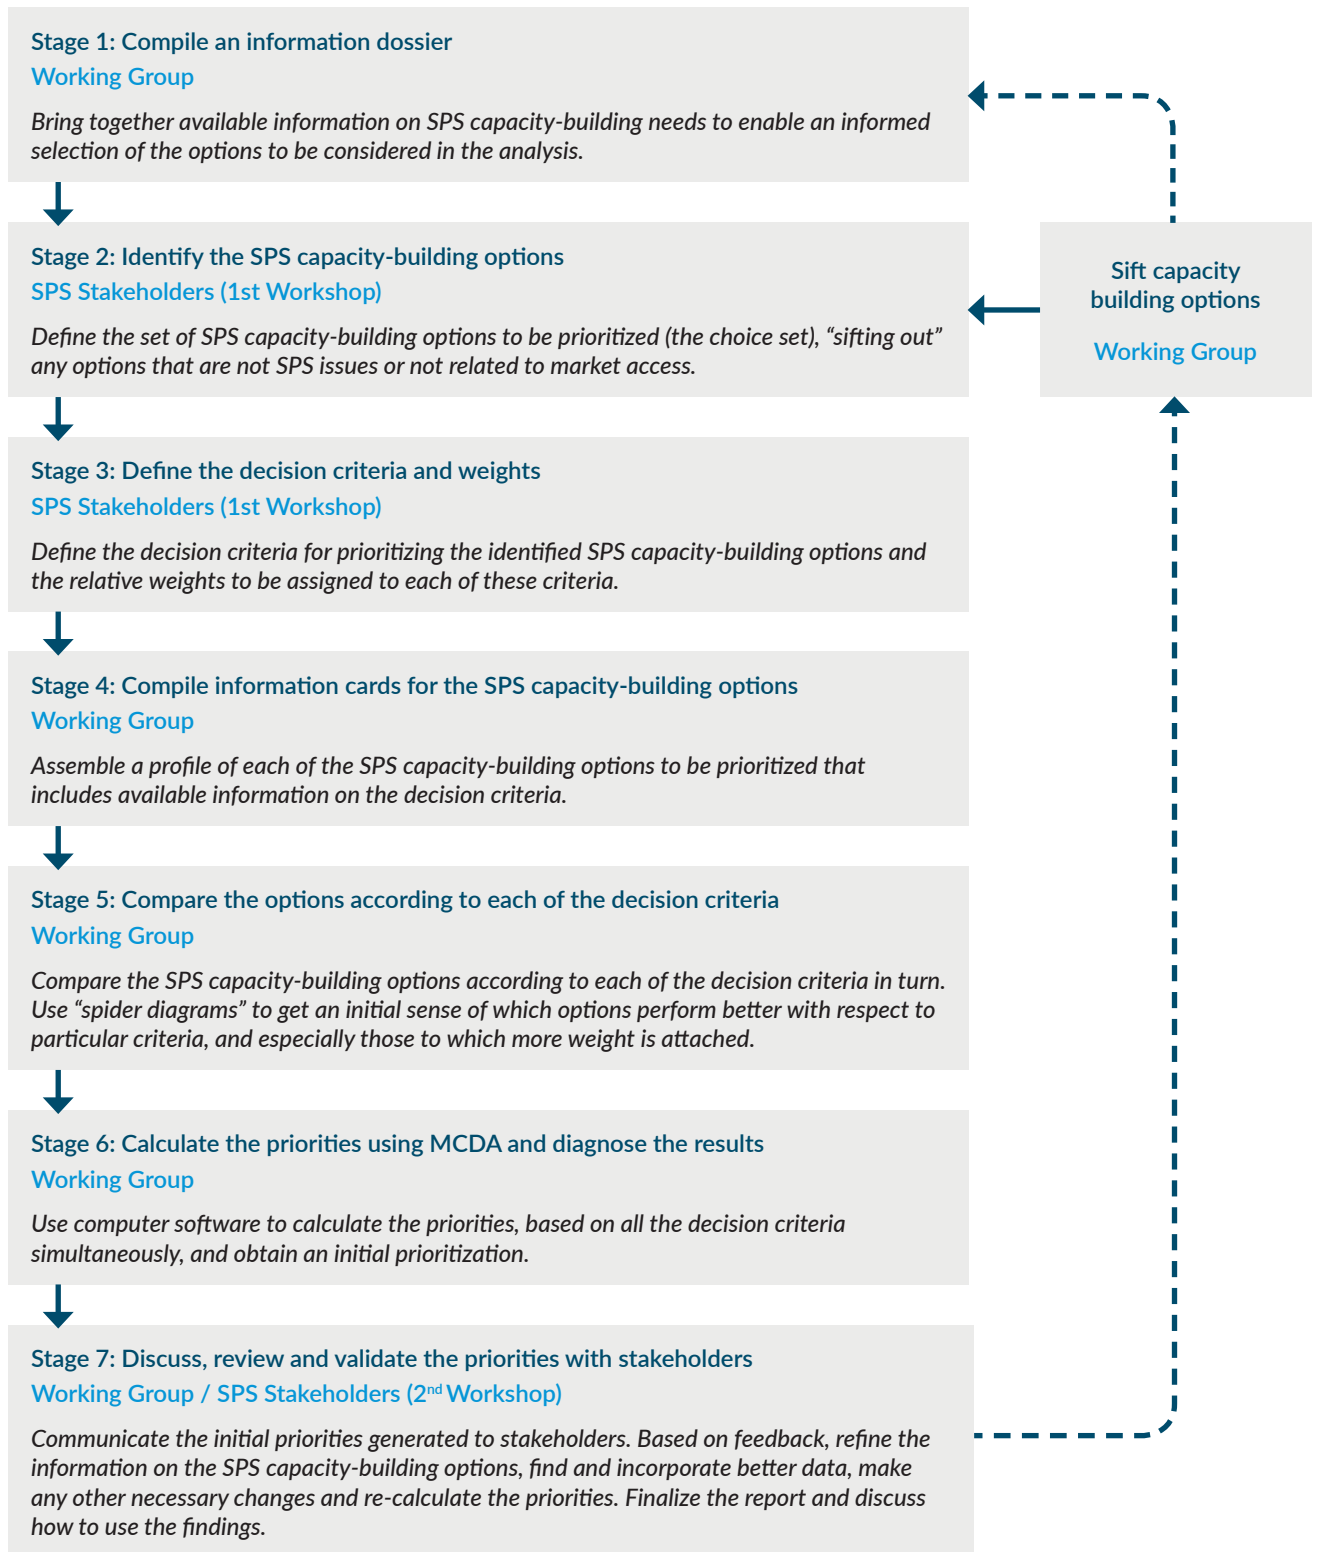 Stage 1: Compile an information dossier
Working Group
Bring together available information on SPS capacity-building needs to enable an informed
selection of the options to be considered in the analysis.
Stage 2: Identify the SPS capacity-building options
SPS Stakeholders (1st Workshop)
Define the set of SPS capacity-building options to be prioritized (the choice set), “sifting out”
any options that are not SPS issues or not related to market access.
Sift capacity
building options
Working Group
Stage 3: Define the decision criteria and weights
SPS Stakeholders (1st Workshop)
Define the decision criteria for prioritizing the identified SPS capacity-building options and
the relative weights to be assigned to each of these criteria.
Stage 4: Compile information cards for the SPS capacity-building options
Working Group
Assemble a profile of each of the SPS capacity-building options to be prioritized that
includes available information on the decision criteria.
Stage 5: Compare the options according to each of the decision criteria
Working Group
Compare the SPS capacity-building options according to each of the decision criteria in turn.
Use “spider diagrams” to get an initial sense of which options perform better with respect to
particular criteria, and especially those to which more weight is attached.
Stage 6: Calculate the priorities using MCDA and diagnose the results
Working Group
Use computer software to calculate the priorities, based on all the decision criteria
simultaneously, and obtain an initial prioritization.
Stage 7: Discuss, review and validate the priorities with stakeholders
Working Group / SPS Stakeholders (2nd Workshop)
Communicate the initial priorities generated to stakeholders. Based on feedback, refine the
information on the SPS capacity-building options, find and incorporate better data, make
any other necessary changes and re-calculate the priorities. Finalize the report and discuss
how to use the findings.